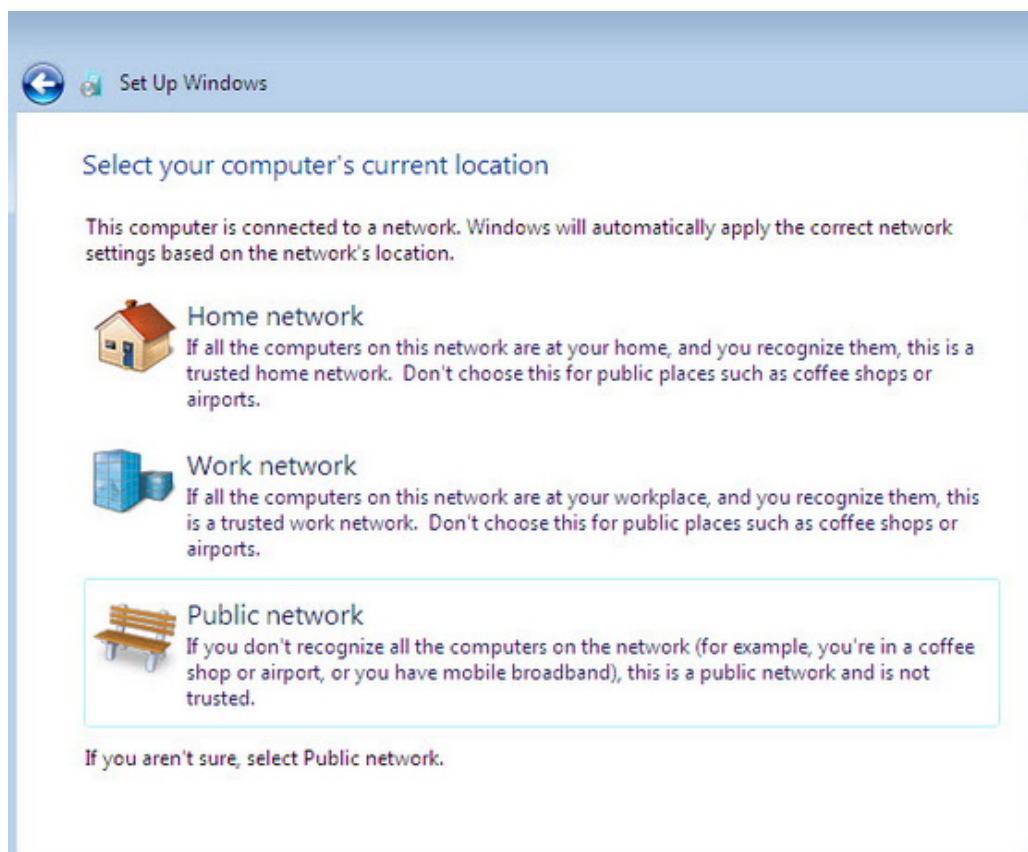 Set Up Windows
Select your computer's current location
This computer is connected to a network. Windows will automatically apply the correct network
settings based on the network's location.
Home network
If all the computers on this network are at your home, and you recognize them, this is a
trusted home network.  Don't choose this for public places such as coffee shops or
airports.
Work network
If all the computers on this network are at your workplace, and you recognize them, this
is a trusted work network.  Don't choose this for public places such as coffee shops or
airports.
Public network
If you don't recognize all the computers on the network (for example, you're in a coffee
shop or airport, or you have mobile broadband), this is a public network and is not
trusted.
If you aren't sure, select Public network.